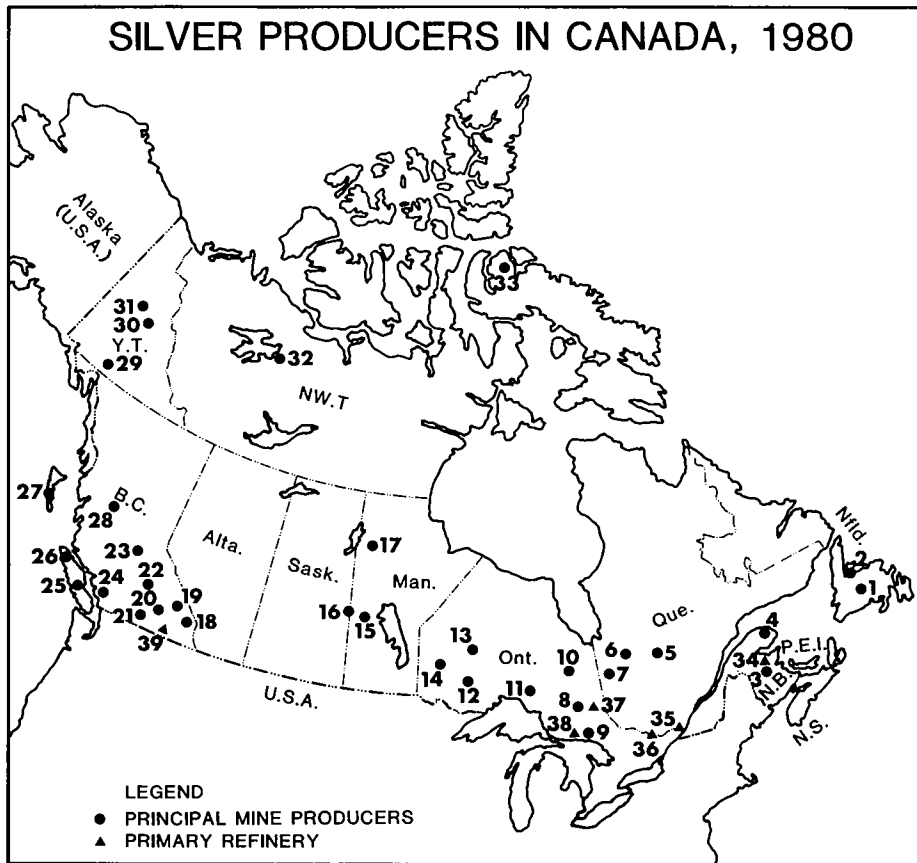 SILVER PRODUCERS IN CANADA, 1980
Alaska
(U.S.A.)
33
31
30
Y.T.
29
32
NW.T
27
B.C.
28
26
23
Alta.
Sask.
17
Man.
25
24
22
20
19
21
18
39
16
15
U.S.A.
13
14
12
Ont.
10
11
8
37
38
9
Que.
6
5
7
35
36
Nfld.
2
1
4
P.E.I.
34
3
N.B.
N.S.
LEGEND
PRINCIPAL MINE PRODUCERS
PRIMARY REFINERY